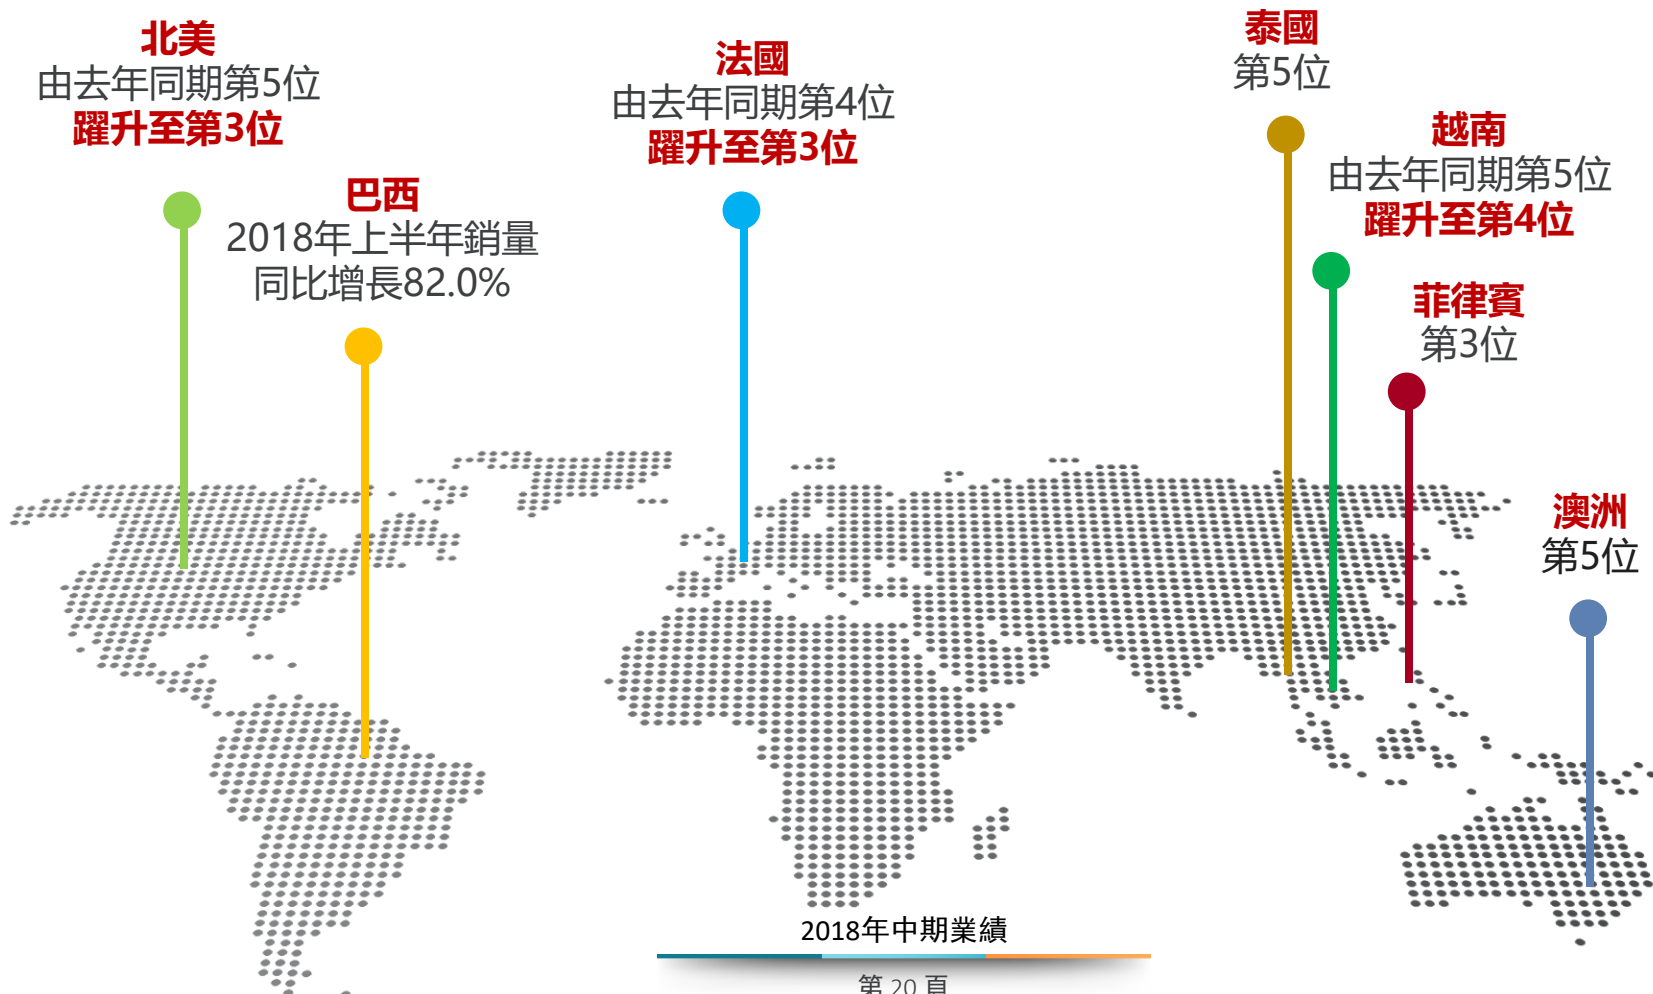 北美
由去年同期第5位
躍升至第3位
巴西
2018年上半年銷量
同比增長82.0%
法國
由去年同期第4位
躍升至第3位
泰國
第5位
越南
由去年同期第5位
躍升至第4位
菲律賓
第3位
澳洲
第5位
2018年中期業績
第 20 頁